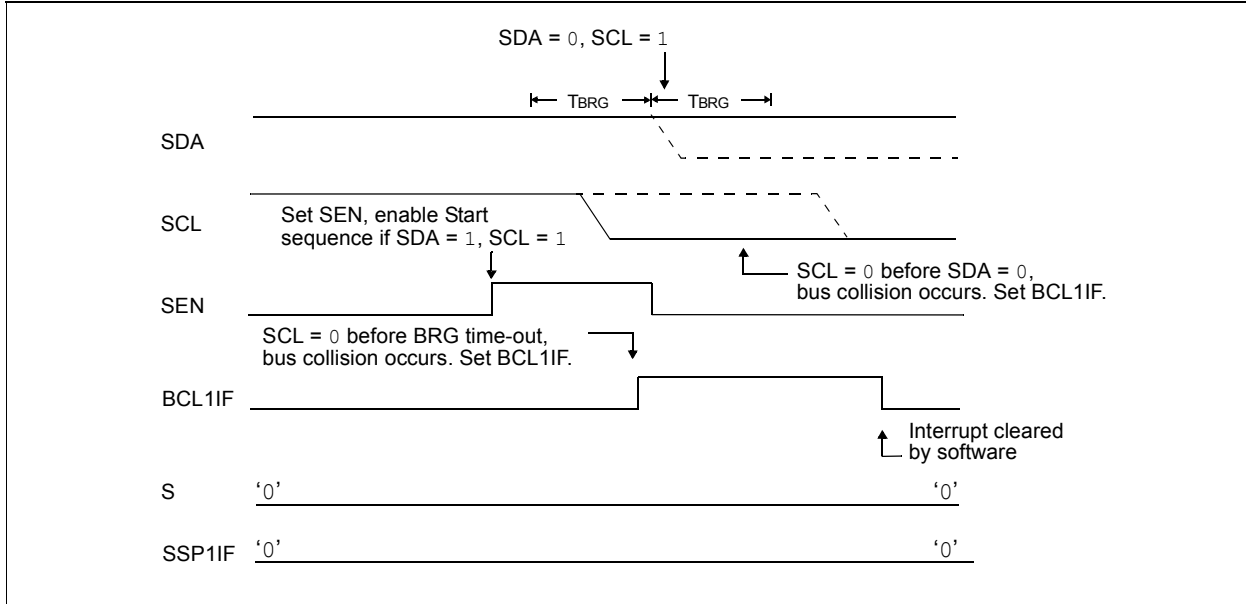 SDA = 0, SCL = 1
TBRG TBRG
SDA
SCL
Set SEN, enable Start
sequence if SDA = 1, SCL = 1
SCL = 0 before SDA = 0,
bus collision occurs. Set BCL1IF.
SEN
SCL = 0 before BRG time-out,
bus collision occurs. Set BCL1IF.
BCL1IF
Interrupt cleared
by software
S ‘0’ ‘0’
SSP1IF ‘0’ ‘0’